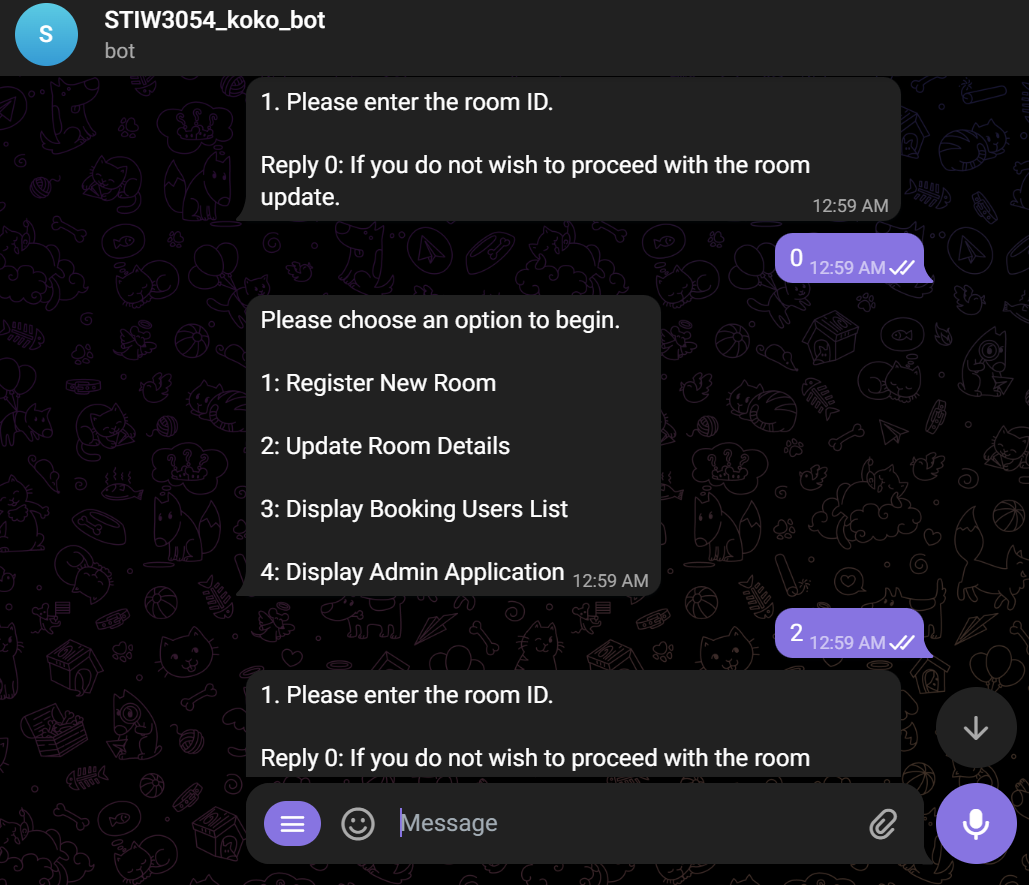 S
STIW3054_koko_bot
bot
1. Please enter the room ID.
Reply 0: If you do not wish to proceed with the room
update.
12:59 AM
0 12:59 AM
Please choose an option to begin.
1: Register New Room
2: Update Room Details
3: Display Booking Users List
4: Display Admin Application 12:59 AM
2 12:59 AM
1. Please enter the room ID.
Reply 0: If you do not wish to proceed with the room
Message